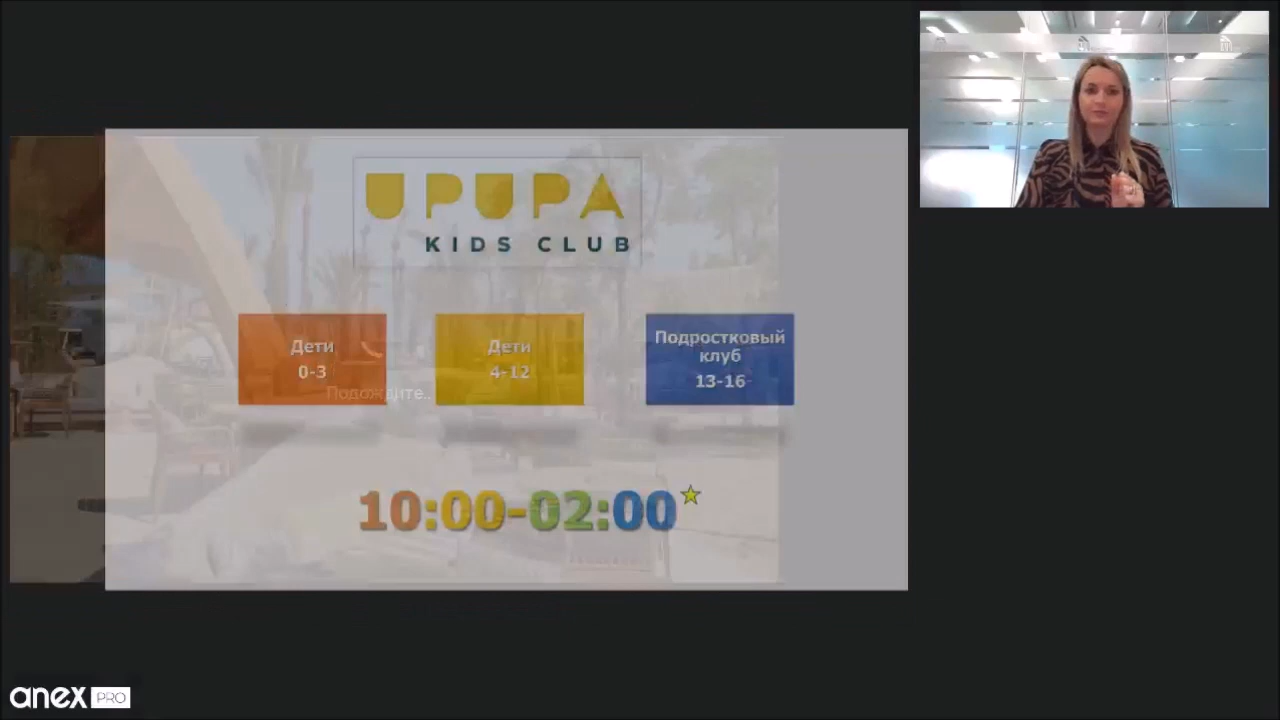 UPUPA
KIDS CLUB
Дети
0-3
Дети
4-12
Подростковый
клуб
13-16
Подождите..
10:00-02:00
anex PRO